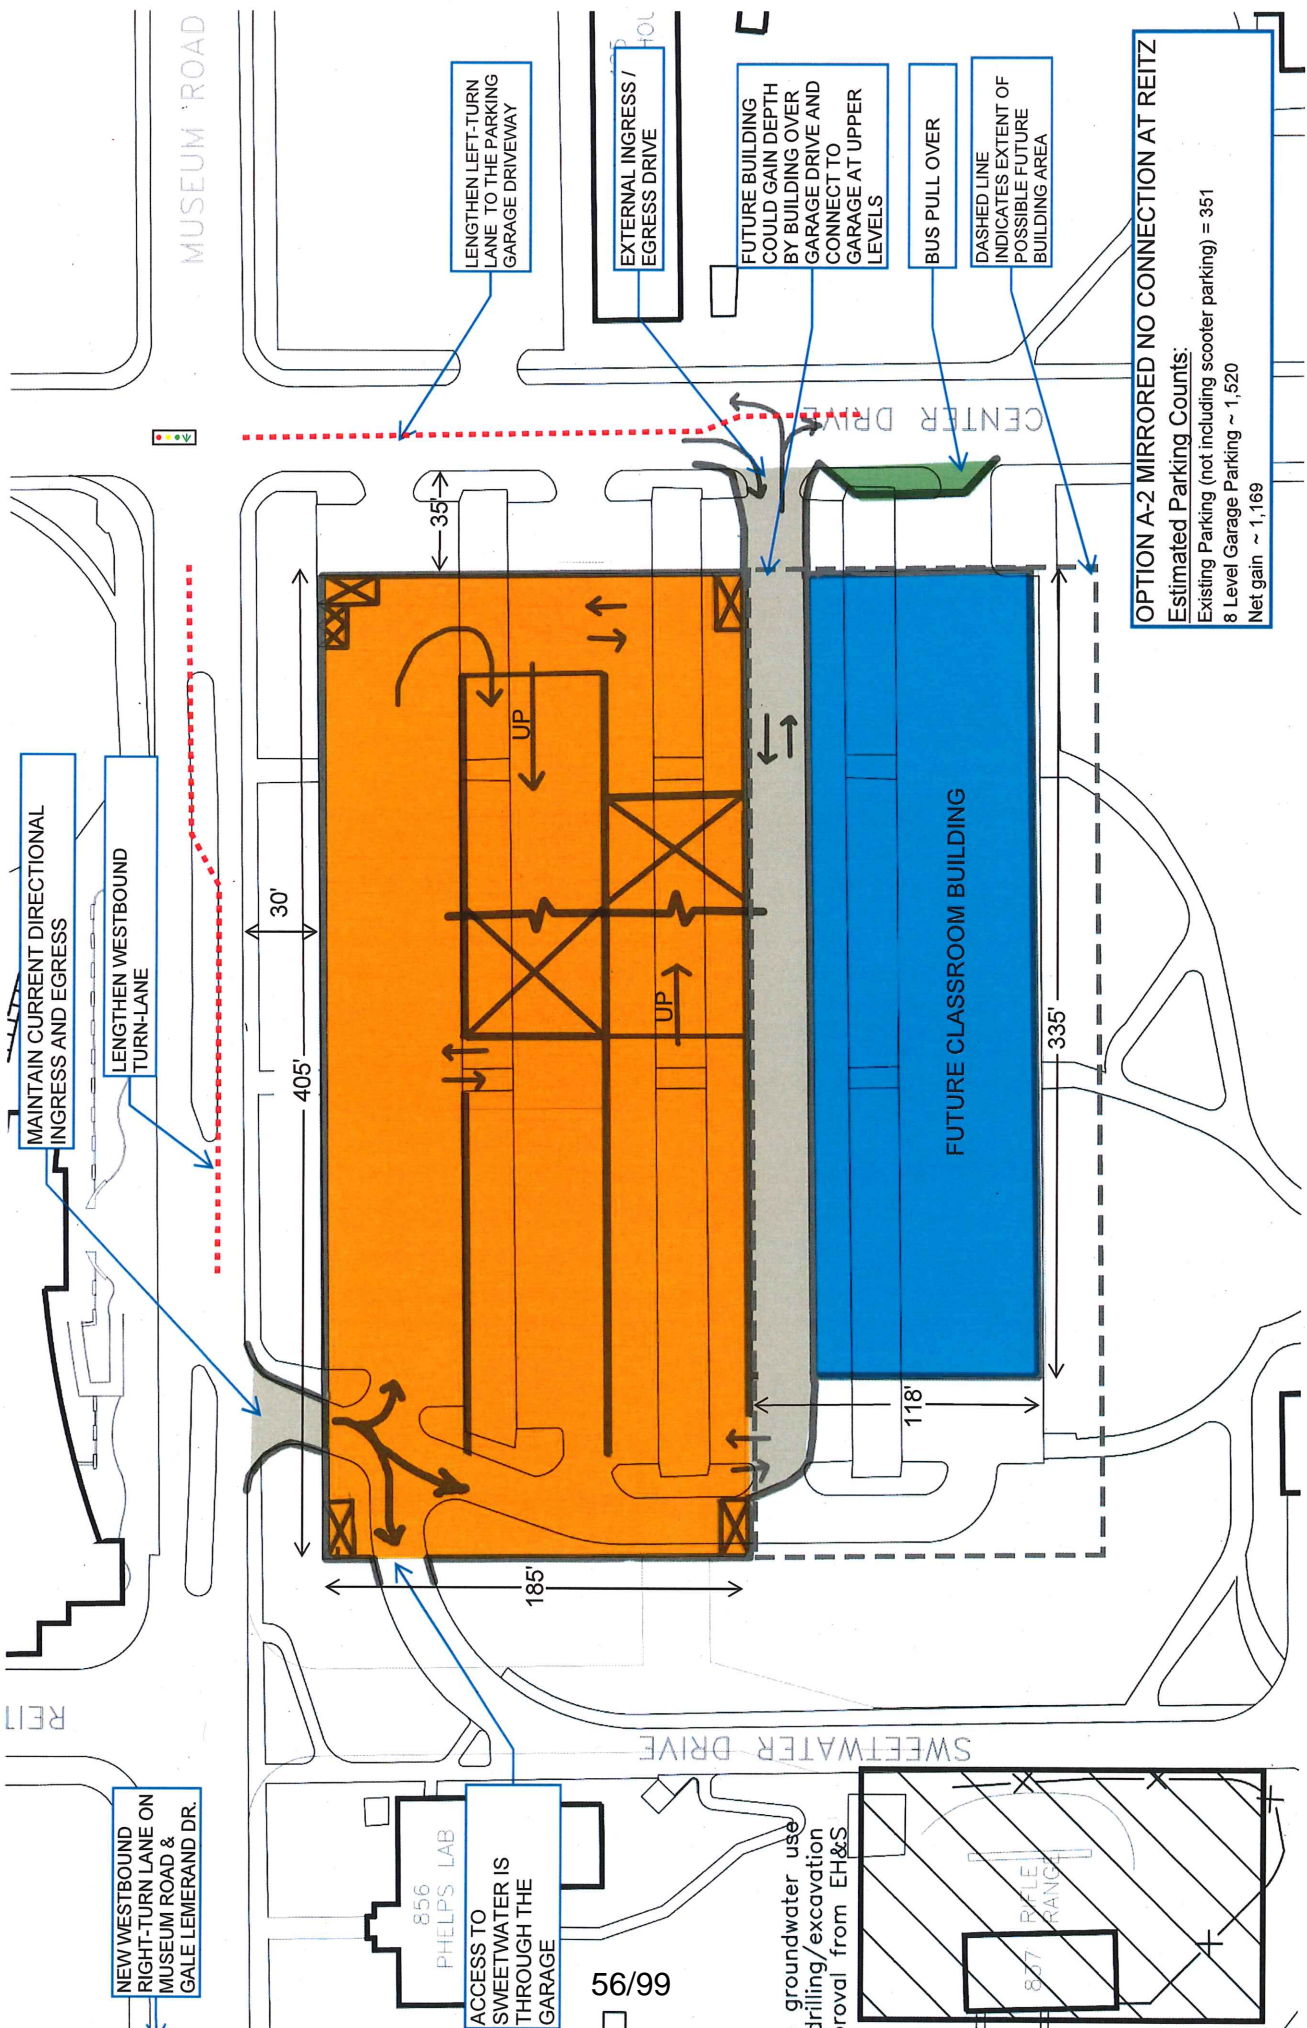 MUSEUM ROAD
LENGTHEN LEFT-TURN
LANE TO THE PARKING
GARAGE DRIVEWAY
EXTERNAL INGRESS /
EGRESS DRIVE
FUTURE BUILDING
COULD GAIN DEPTH
BY BUILDING OVER
GARAGE DRIVE AND
CONNECT TO
GARAGE AT UPPER
LEVELS
BUS PULL OVER
DASHED LINE
INDICATES EXTENT OF
POSSIBLE FUTURE
BUILDING AREA
OPTION A-2 MIRRORED NO CONNECTION AT REITZ
Estimated Parking Counts:
Existing Parking (not including scooter parking) = 351
8 Level Garage Parking ~ 1,520
Net gain ~ 1,169
CENTER DRIVE
35'
MAINTAIN CURRENT DIRECTIONAL
INGRESS AND EGRESS
LENGTHEN WESTBOUND
TURN-LANE
30'
405'
UP
UP
FUTURE CLASSROOM BUILDING
335'
118'
185'
REIT
SWEETWATER DRIVE
NEW WESTBOUND
RIGHT-TURN LANE ON
MUSEUM ROAD &
GALE LEMERAND DR.
856
PHELPS LAB
ACCESS TO
SWEETWATER IS
THROUGH THE
GARAGE
56/99
groundwater use
drilling/excavation
roval from EH&S
RIFLE
RANGE
837